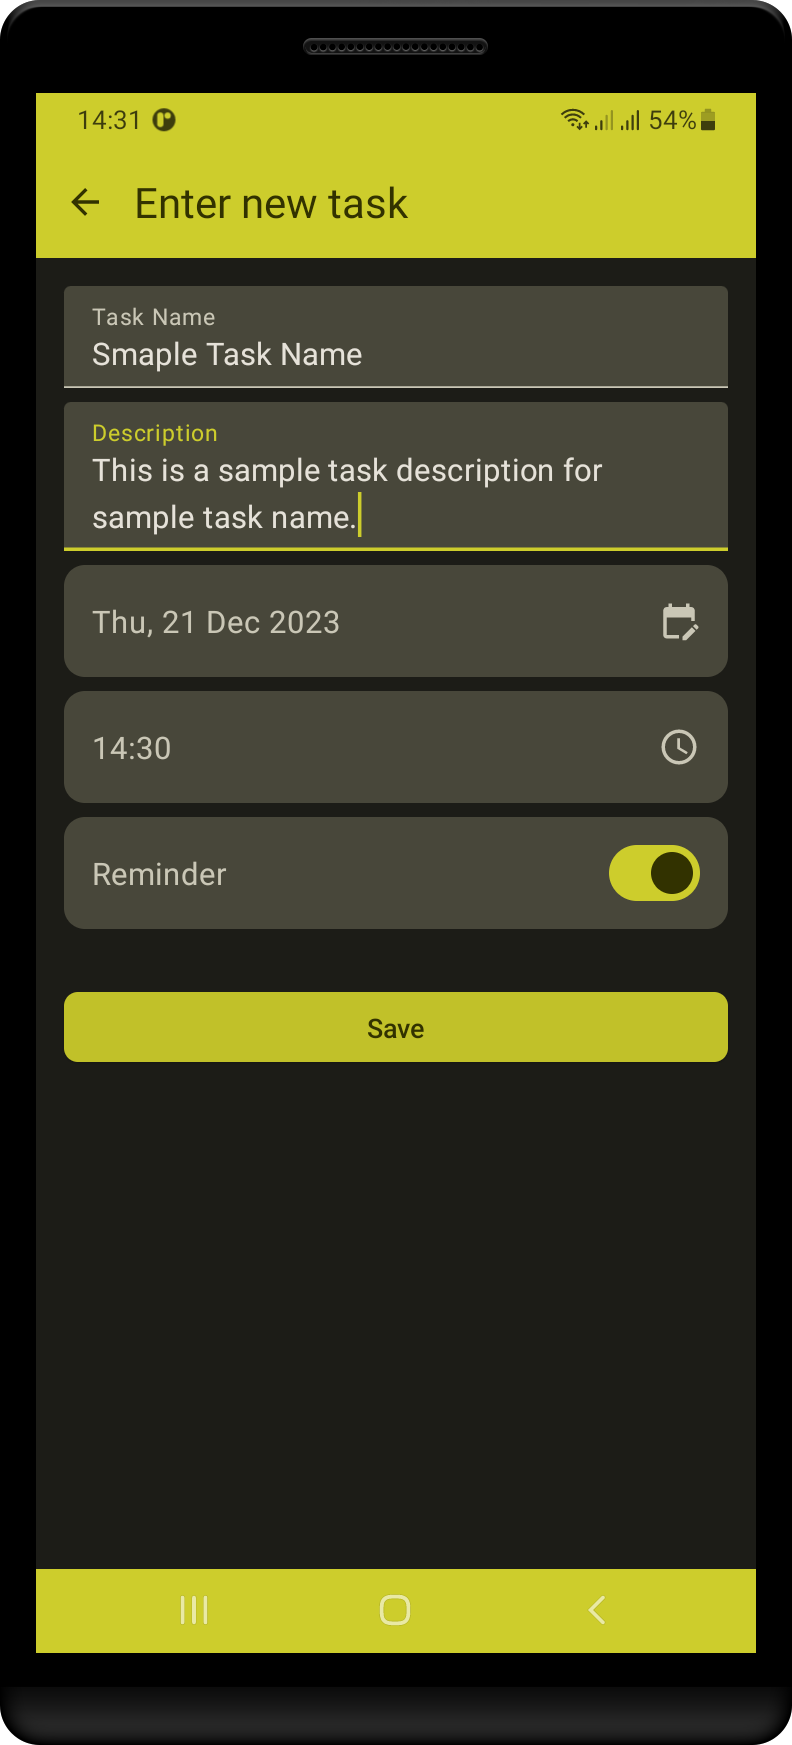 14:31 54%
Enter new task
Task Name
Smaple Task Name
Description
This is a sample task description for
sample task name.
Thu, 21 Dec 2023
14:30
Reminder
Save